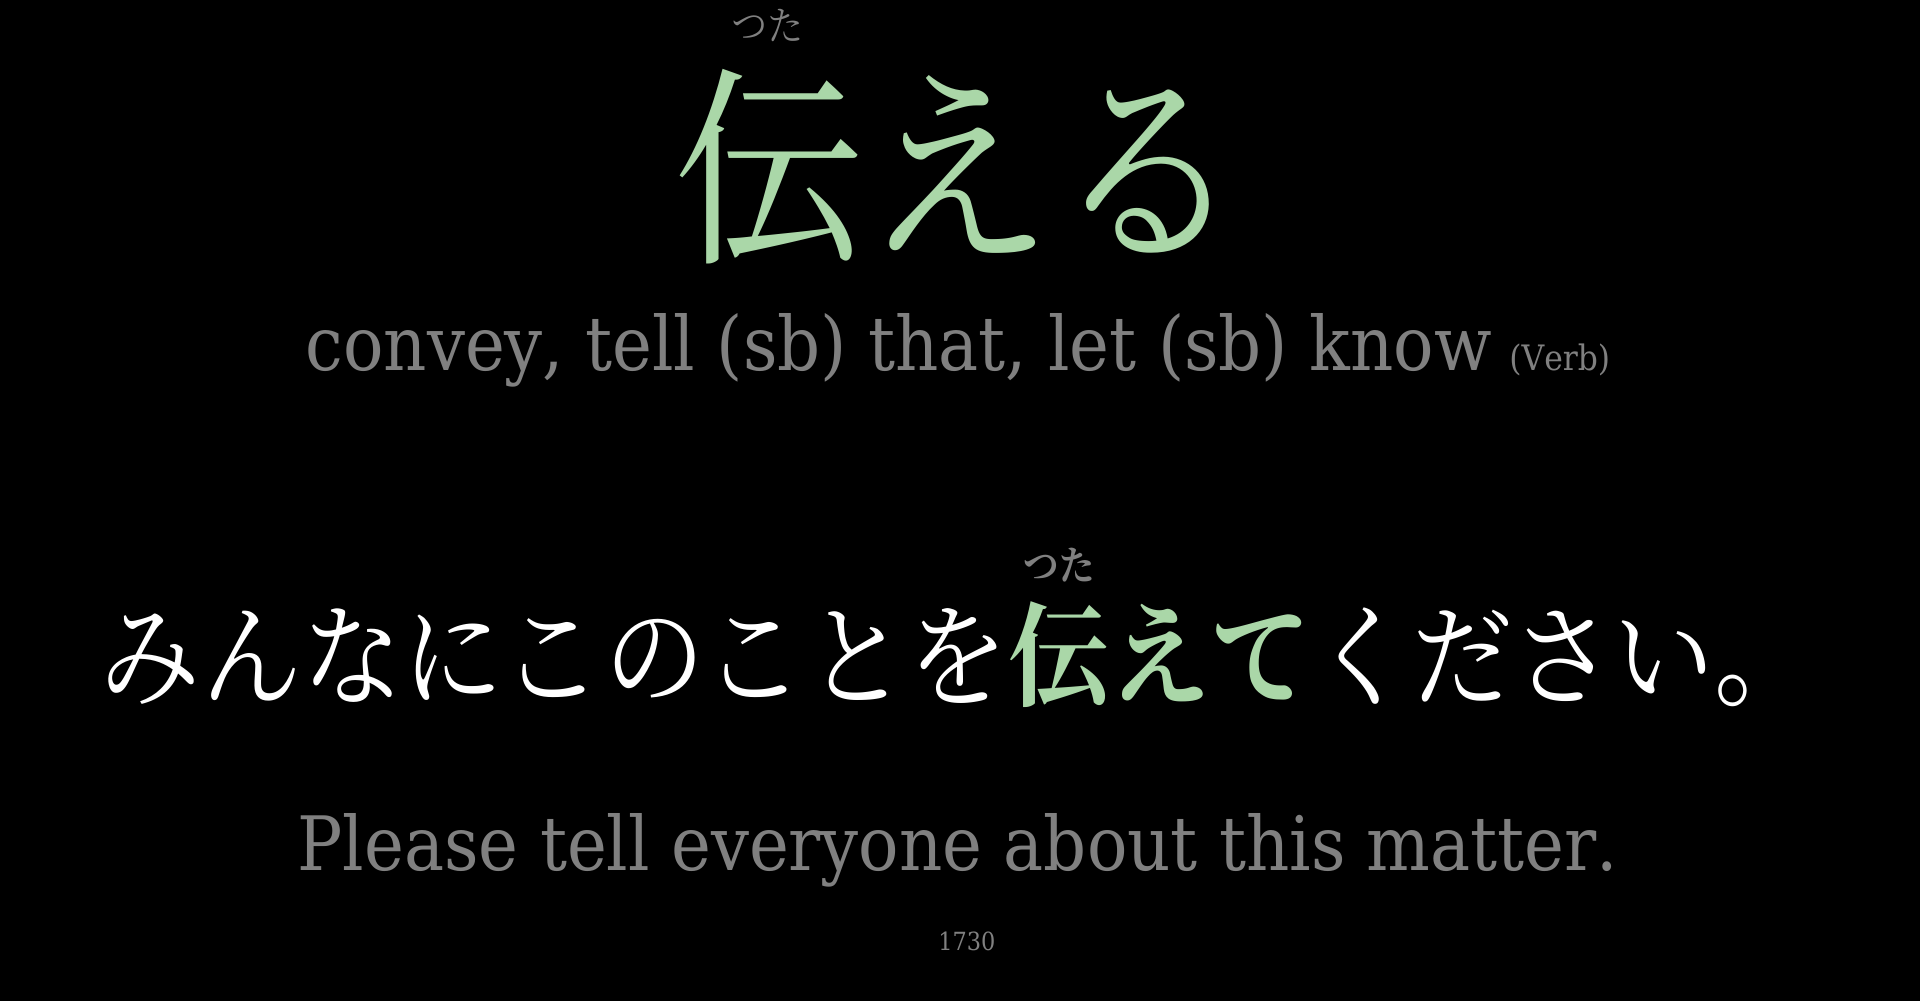 つた
伝える
convey, tell (sb) that, let (sb) know (Verb)
つた
みんなにこのことを伝えてください。
Please tell everyone about this matter.
1730